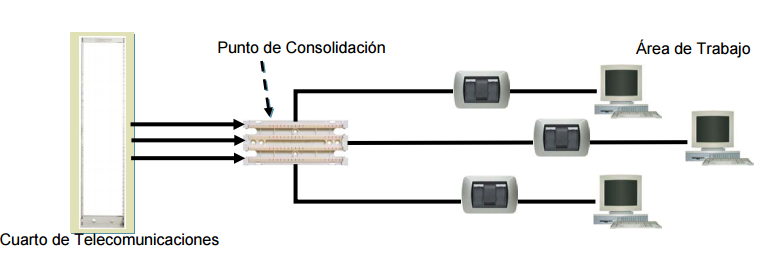 Punto de Consolidación
Área de Trabajo
Cuarto de Telecomunicaciones